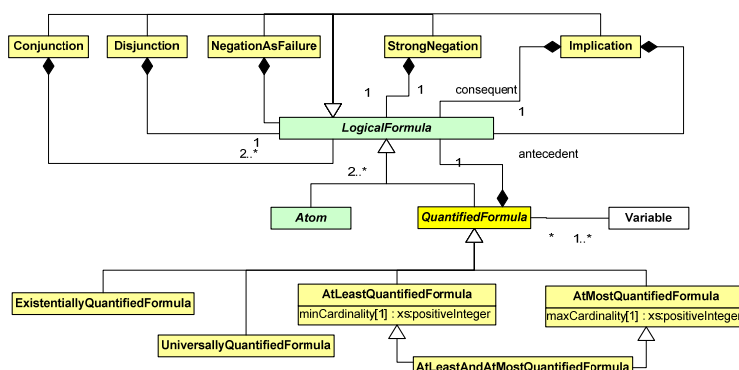 Conjunction
Disjunction
NegationAsFailure
StrongNegation
Implication
1
1
consequent
1
LogicalFormula
1
2..*
1
antecedent
2..*
Atom
QuantifiedFormula
Variable
*
1..*
ExistentiallyQuantifiedFormula
AtLeastQuantifiedFormula
minCardinality[1] : xs:positiveInteger
AtMostQuantifiedFormula
maxCardinality[1] : xs:positiveInteger
UniversallyQuantifiedFormula
AtLeastAndAtMostQuantifiedFormula